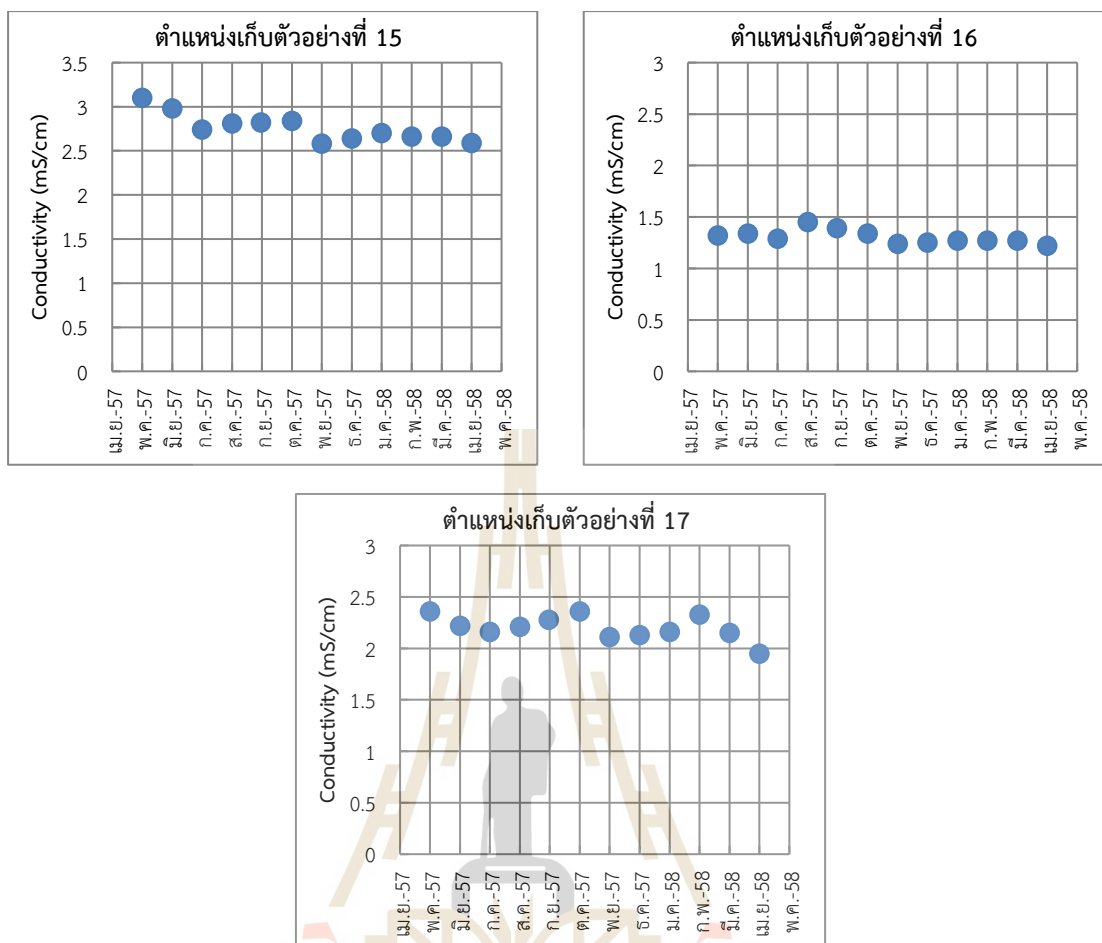 ตำแหน่งเก็บตัวอย่างที่ 15
3.5
3
2.5
2
1.5
1
0.5
0
Conductivity (mS/cm)
เม.ย.-57
พ.ค.-57
มิ.ย.-57
ก.ค.-57
ส.ค.-57
ก.ย.-57
ต.ค.-57
พ.ย.-57
ธ.ค.-57
ม.ค.-58
ก.พ.-58
มี.ค.-58
เม.ย.-58
พ.ค.-58
ตำแหน่งเก็บตัวอย่างที่ 16
3
2.5
2
1.5
1
0.5
0
Conductivity (mS/cm)
เม.ย.-57
พ.ค.-57
มิ.ย.-57
ก.ค.-57
ส.ค.-57
ก.ย.-57
ต.ค.-57
พ.ย.-57
ธ.ค.-57
ม.ค.-58
ก.พ.-58
มี.ค.-58
เม.ย.-58
พ.ค.-58
ตำแหน่งเก็บตัวอย่างที่ 17
3
2.5
2
1.5
1
0.5
0
Conductivity (mS/cm)
เม.ย.-57
พ.ค.-57
มิ.ย.-57
ก.ค.-57
ส.ค.-57
ก.ย.-57
ต.ค.-57
พ.ย.-57
ธ.ค.-57
ม.ค.-58
ก.พ.-58
มี.ค.-58
เม.ย.-58
พ.ค.-58